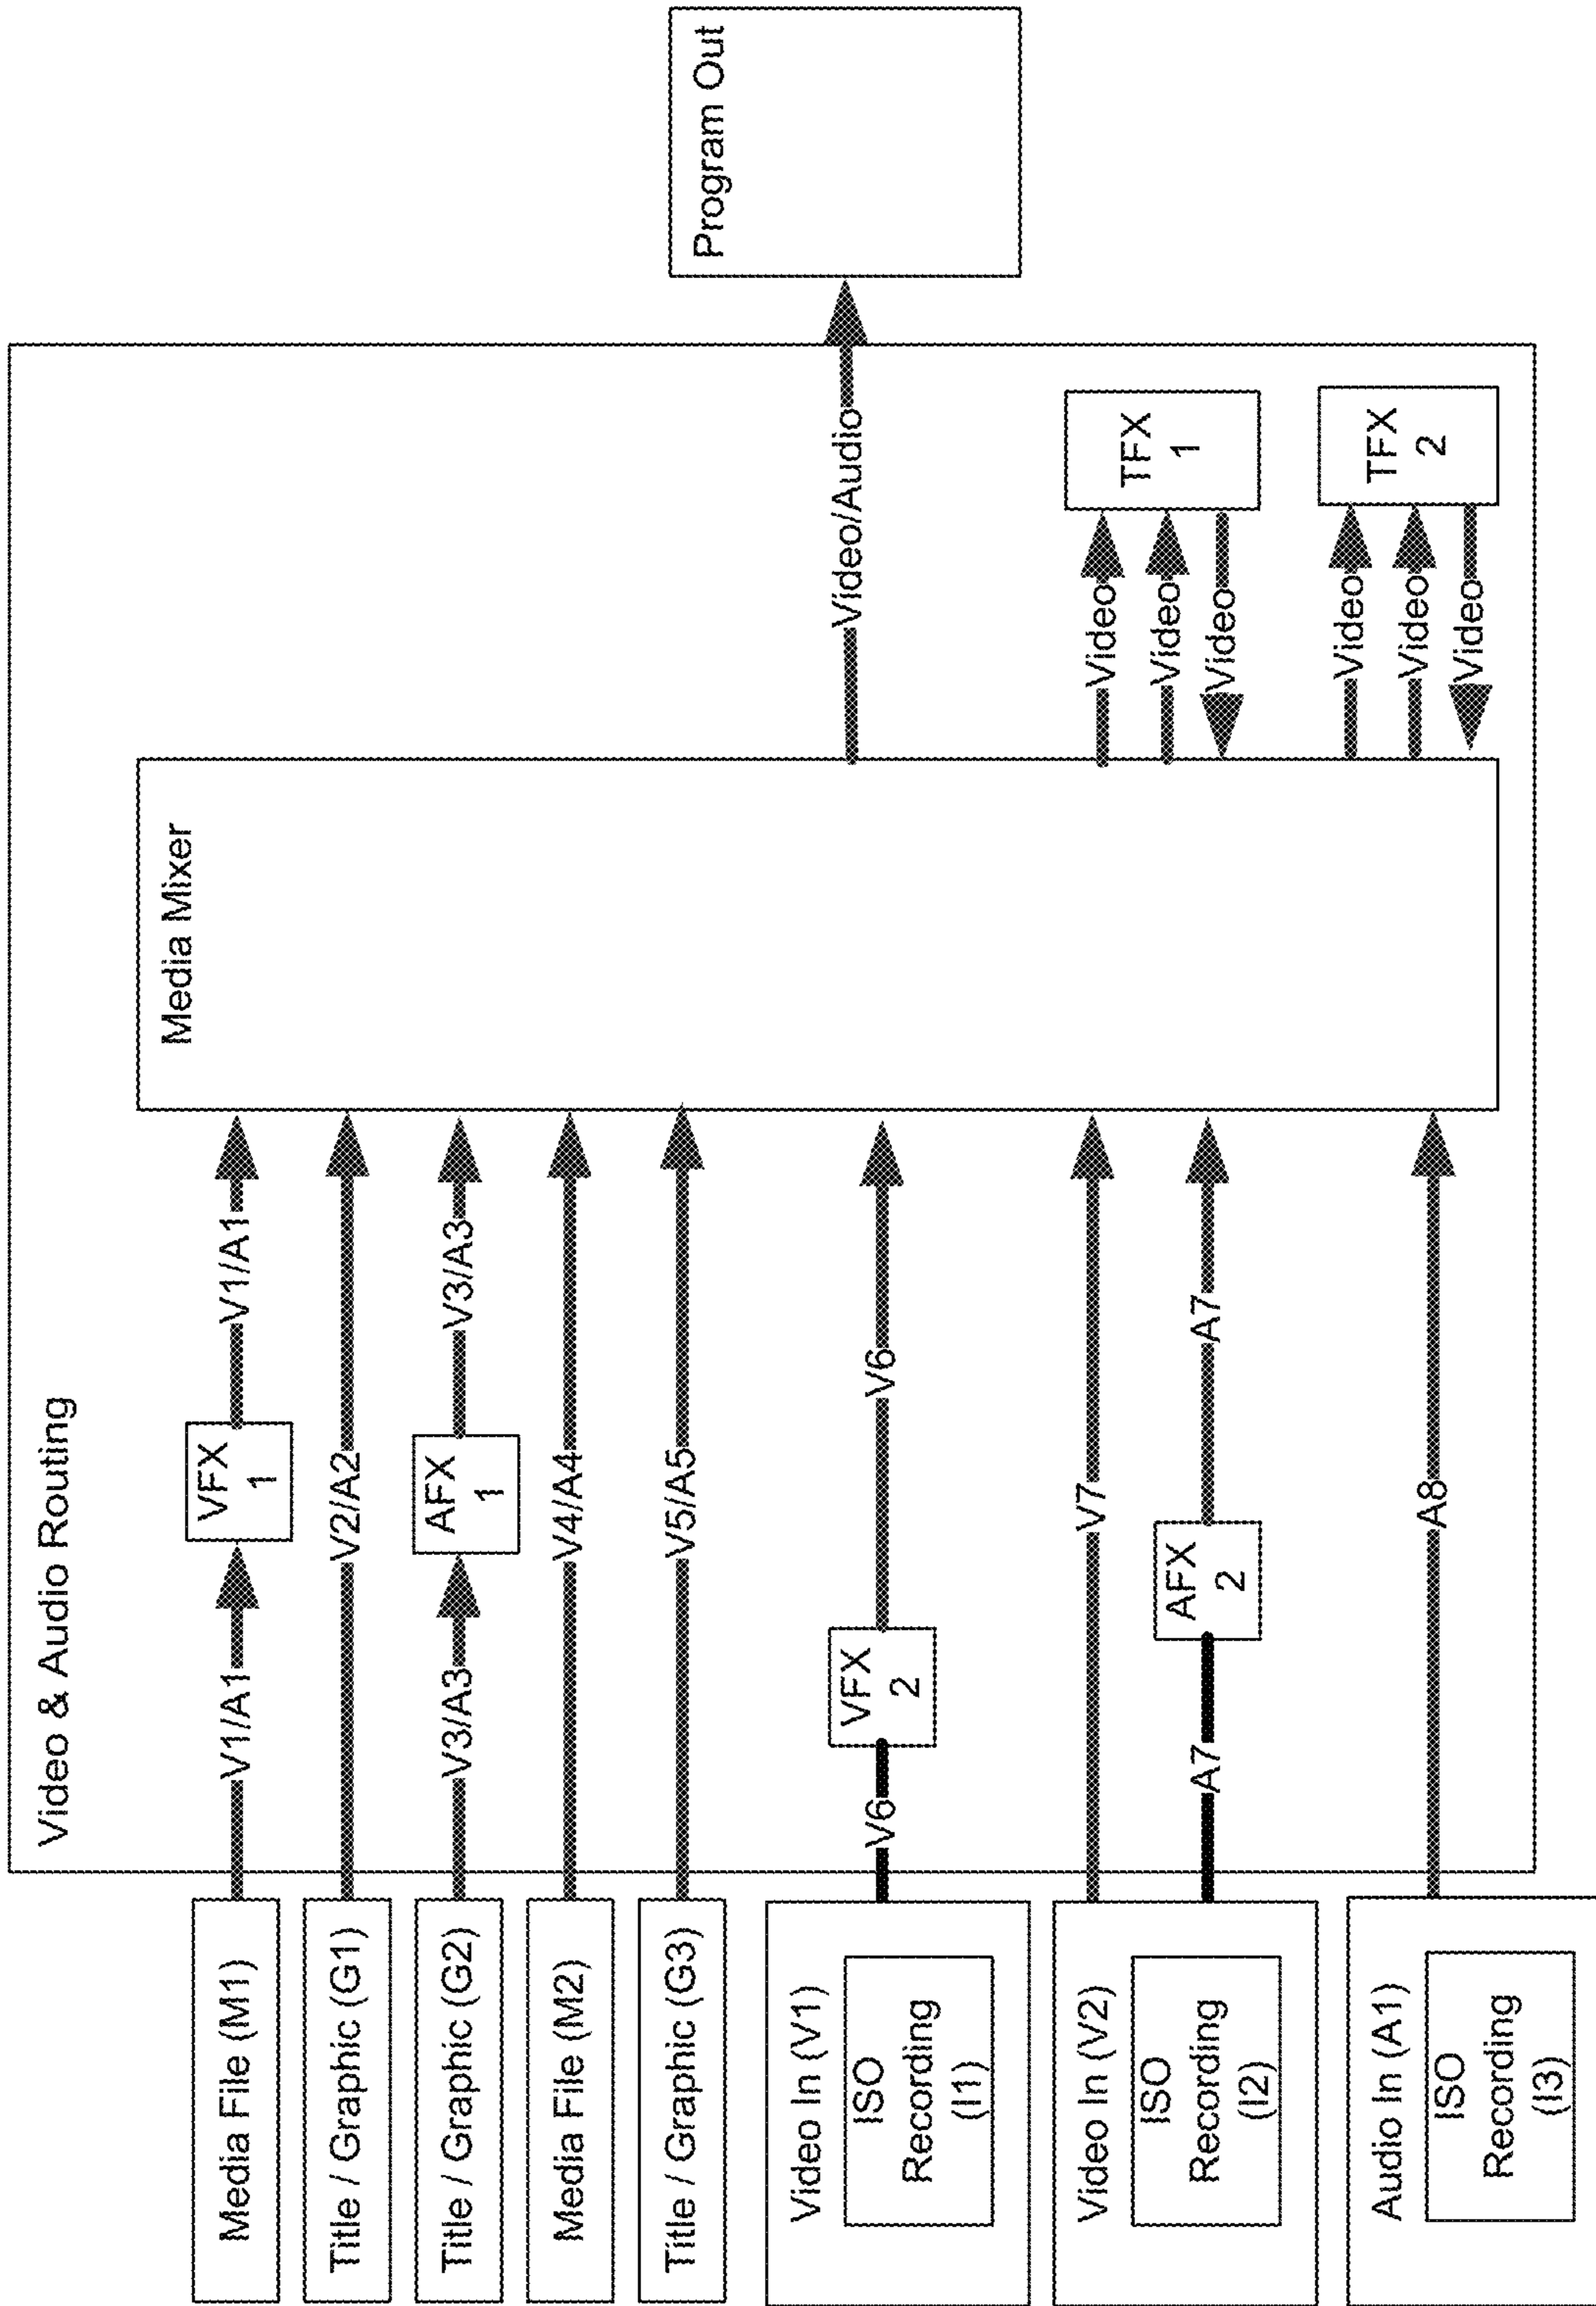 Video & Audio Routing
Media File (M1)
V1/A1
VFX
1
V1/A1
Title / Graphic (G1)
V2/A2
Title / Graphic (G2)
V3/A3
AFX
1
V3/A3
Media File (M2)
V4/A4
Title / Graphic (G3)
V5/A5
Video In (V1)
ISO
Recording
(I1)
V6
VFX
2
V6
Video In (V2)
ISO
Recording
(I2)
V7
A7
AFX
2
A7
Audio In (A1)
ISO
Recording
(I3)
A8
Media Mixer
Video/Audio
Program Out
Video
Video
Video
TFX
1
Video
Video
Video
TFX
2